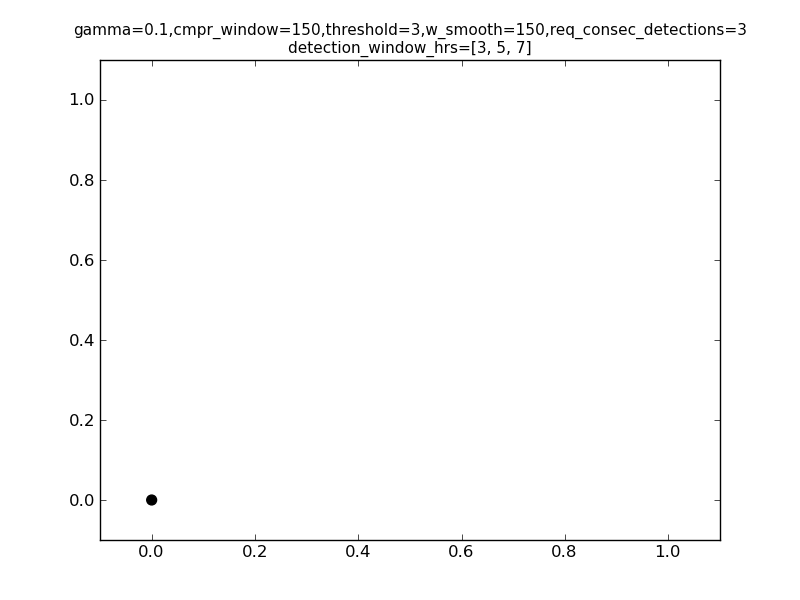 gamma=0.1,cmpr_window=150,threshold=3,w_smooth=150,req_consec_detections=3
detection_window_hrs=[3, 5, 7]
1.0
0.8
0.6
0.4
0.2
0.0
0.0 0.2 0.4 0.6 0.8 1.0